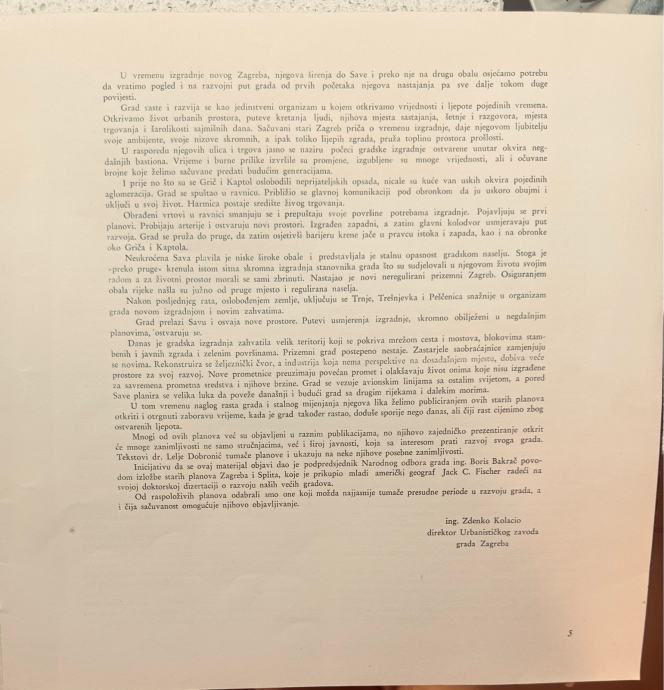 U vremenu izgradnje novog Zagreba, njegova širenja do Save i preko nje na drugu obalu osjećamo potrebu
da vratimo pogled i na razvojni put grada od prvih početaka njegova nastajanja pa sve dalje tokom duge
povijesti.
Grad raste i razvija se kao jedinstveni organizam u kojem otkrivamo vrijednosti i ljepote pojedinih vremena.
Otkrivamo život urbanih prostora, puteve kretanja ljudi, njihova mjesta sastajanja, šetnje i razgovora, mjesta
trgovanja i šarolikosti sajmišnih dana. Sačuvani stari Zagreb priča o vremenu izgradnje, daje njegovom ljubitelju
svoje ambijente, svoje nizove skromnih, a ipak toliko lijepih zgrada, pruža toplinu prostora prošlosti.
U rasporedu njegovih ulica i trgova jasno se naziru počeci gradske izgradnje ostvarene unutar okvira neg-
dašnjih bastiona. Vrijeme i burne prilike izvršile su promjene, izgubljene su mnoge vrijednosti, ali i očuvane
brojne koje želimo sačuvane predati budućim generacijama.
I prije no što su se Grič i Kaptol oslobodili neprijateljskih opsada, nicale su kuće van uskih okvira pojedinih
aglomeracija. Grad se spuštao u ravnicu. Približio se glavnoj komunikaciji pod obronkom da ju uskoro obujmi i
uključi u svoj život. Harmica postaje središte živog trgovanja.
Obrađeni vrtovi u ravnici smanjuju se i prepuštaju svoje površine potrebama izgradnje. Pojavljuju se prvi
planovi. Probijaju arterije i ostvaruju novi prostori. Izgrađen zapadni, a zatim glavni kolodvor usmjeravaju put
razvoja. Grad se pruža do pruge, da zatim osjetivši barijeru krene jače u pravcu istoka i zapada, kao i na obronke
oko Griča i Kaptola.
Neukroćena Sava plavila je niske široke obale i predstavljala je stalnu opasnost gradskom naselju. Stoga je
»preko pruge« krenula istom sitna skromna izgradnja stanovnika grada što su sudjelovali u njegovom životu svojim
radom a za životni prostor morali se sami zbrinuti. Nastajao je novi neregulirani prizemni Zagreb. Osiguranjem
obala rijeke našla su južno od pruge mjesto i regulirana naselja.
Nakon posljednjeg rata, oslobođenjem zemlje, uključuju se Trnje, Trešnjevka i Pešćenica snažnije u organizam
grada novom izgradnjom i novim zahvatima.
Grad prelazi Savu i osvaja nove prostore. Putevi usmjerenja izgradnje, skromno obilježeni u negdašnjim
planovima, ostvaruju se.
Danas je gradska izgradnja zahvatila velik teritorij koji se pokriva mrežom cesta i mostova, blokovima stam-
benih i javnih zgrada i zelenim površinama. Prizemni grad postepeno nestaje. Zastarjele saobraćajnice zamjenjuju
se novima. Rekonstruira se željeznički čvor, a industrija koja nema perspektive na dosadašnjem mjestu, dobiva veće
prostore za svoj razvoj. Nove prometnice preuzimaju povećan promet i olakšavaju život onima koje nisu izgrađene
za savremena prometna sredstva i njihove brzine. Grad se vezuje avionskim linijama sa ostalim svijetom, a pored
Save planira se velika luka da poveže današnji i budući grad sa drugim rijekama i dalekim morima.
U tom vremenu naglog rasta grada i stalnog mijenjanja njegova lika želimo publiciranjem ovih starih planova
otkriti i otrgnuti zaboravu vrijeme, kada je grad također rastao, doduše sporije nego danas, ali čiji rast cijenimo zbog
ostvarenih ljepota.
Mnogi od ovih planova već su objavljeni u raznim publikacijama, no njihovo zajedničko prezentiranje otkrit
će mnoge zanimljivosti ne samo stručnjacima, već i široj javnosti, koja sa interesom prati razvoj svoga grada.
Tekstovi dr. Lelje Dobronić tumače planove i ukazuju na neke njihove posebne zanimljivosti.
Inicijativu da se ovaj materijal objavi dao je podpredsjednik Narodnog odbora grada ing. Boris Bakrač povo-
dom izložbe starih planova Zagreba i Splita, koje je prikupio mladi američki geograf Jack C. Fischer radeći na
svojoj doktorskoj dizertaciji o razvoju naših većih gradova.
Od raspoloživih planova odabrali smo one koji možda najjasnije tumače presudne periode u razvoju grada, a
i čija sačuvanost omogućuje njihovo objavljivanje.
ing. Zdenko Kolacio
direktor Urbanističkog zavoda
grada Zagreba
5